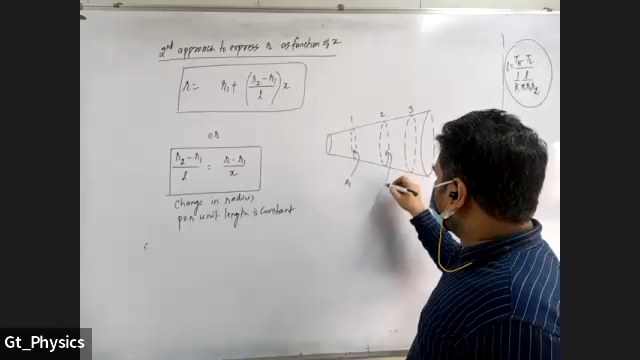 2nd approach to express r as function of x
r = r₁ + (r₂-r₁/l) x
or
r₂-r₁/l = r-r₁/x
change in radius
per unit length is constant
1 2 3
r₁
Gt_Physics